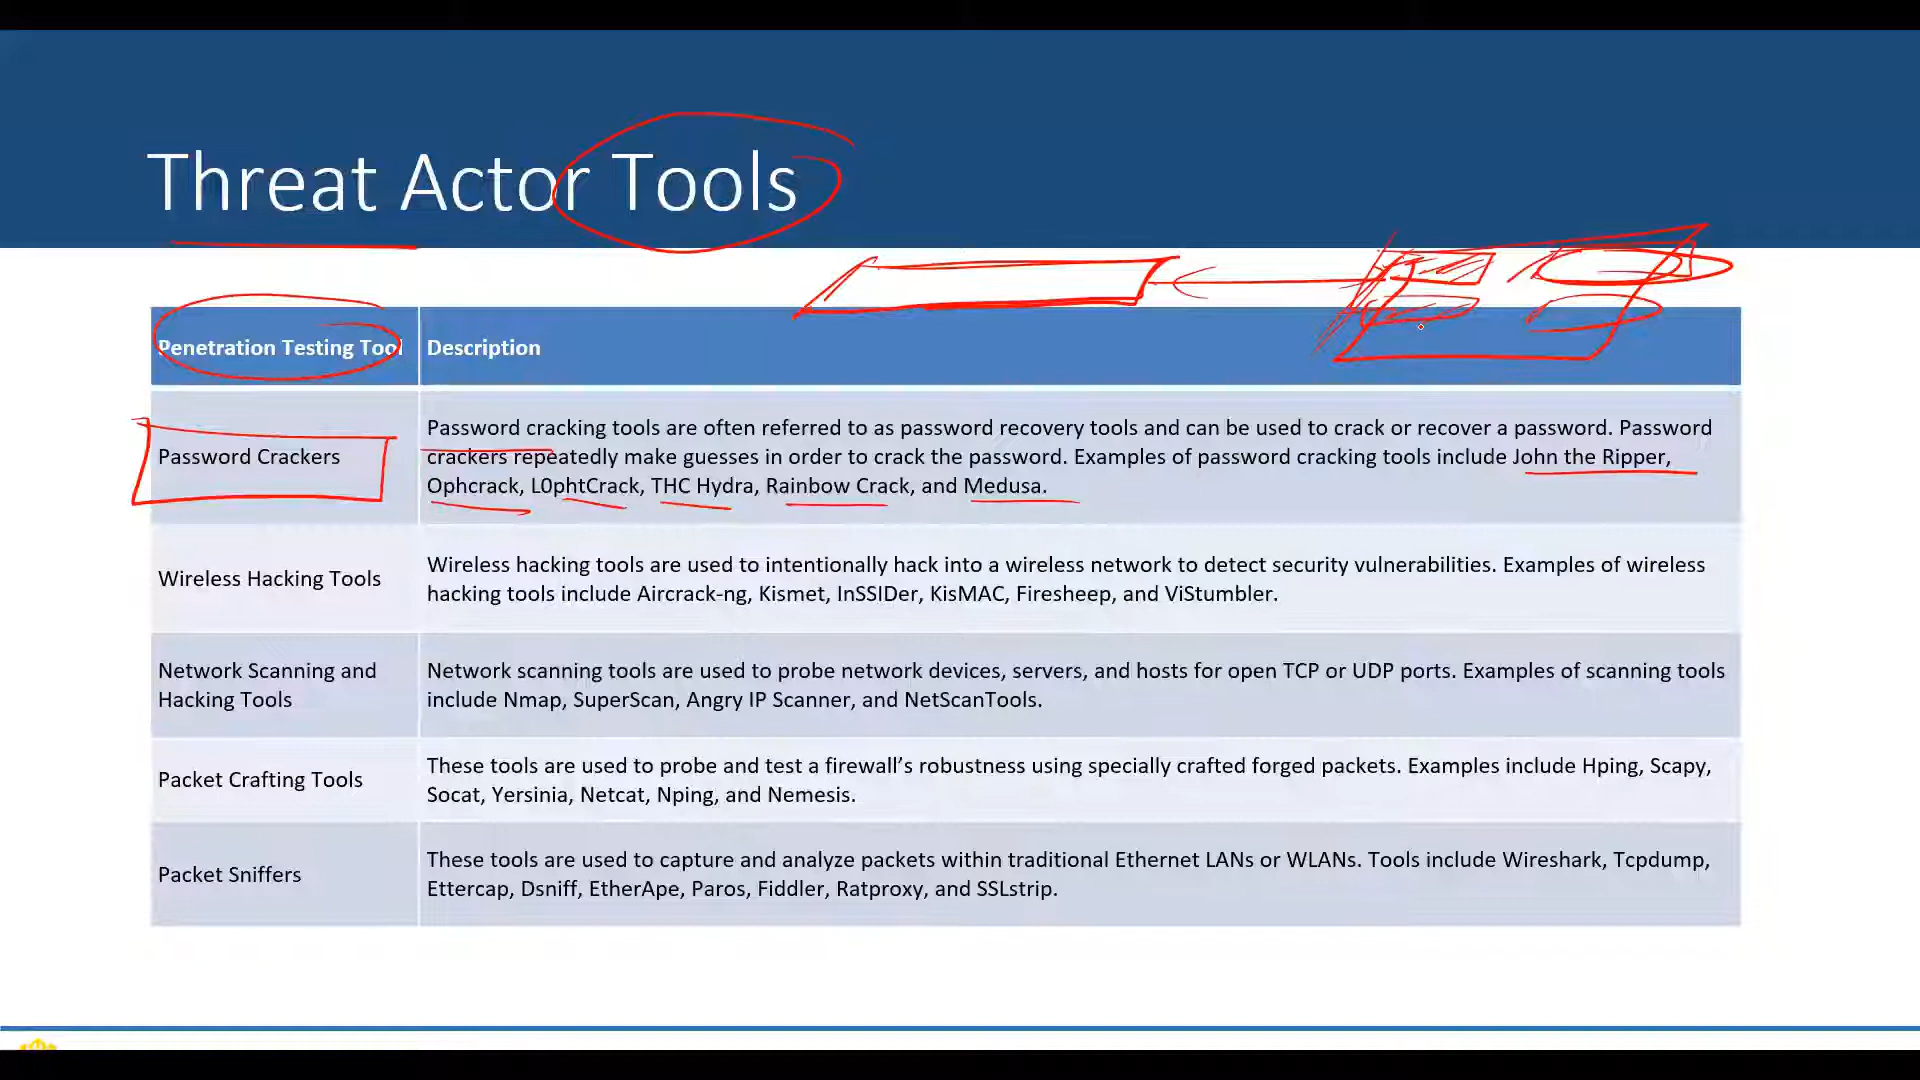 Threat Actor Tools
Penetration Testing Tool
Description
Password Crackers
Password cracking tools are often referred to as password recovery tools and can be used to crack or recover a password. Password
crackers repeatedly make guesses in order to crack the password. Examples of password cracking tools include John the Ripper,
Ophcrack, L0phtCrack, THC Hydra, Rainbow Crack, and Medusa.
Wireless Hacking Tools
Wireless hacking tools are used to intentionally hack into a wireless network to detect security vulnerabilities. Examples of wireless
hacking tools include Aircrack-ng, Kismet, InSSIDer, KisMAC, Firesheep, and ViStumbler.
Network Scanning and
Hacking Tools
Network scanning tools are used to probe network devices, servers, and hosts for open TCP or UDP ports. Examples of scanning tools
include Nmap, SuperScan, Angry IP Scanner, and NetScanTools.
Packet Crafting Tools
These tools are used to probe and test a firewall’s robustness using specially crafted forged packets. Examples include Hping, Scapy,
Socat, Yersinia, Netcat, Nping, and Nemesis.
Packet Sniffers
These tools are used to capture and analyze packets within traditional Ethernet LANs or WLANs. Tools include Wireshark, Tcpdump,
Ettercap, Dsniff, EtherApe, Paros, Fiddler, Ratproxy, and SSLstrip.